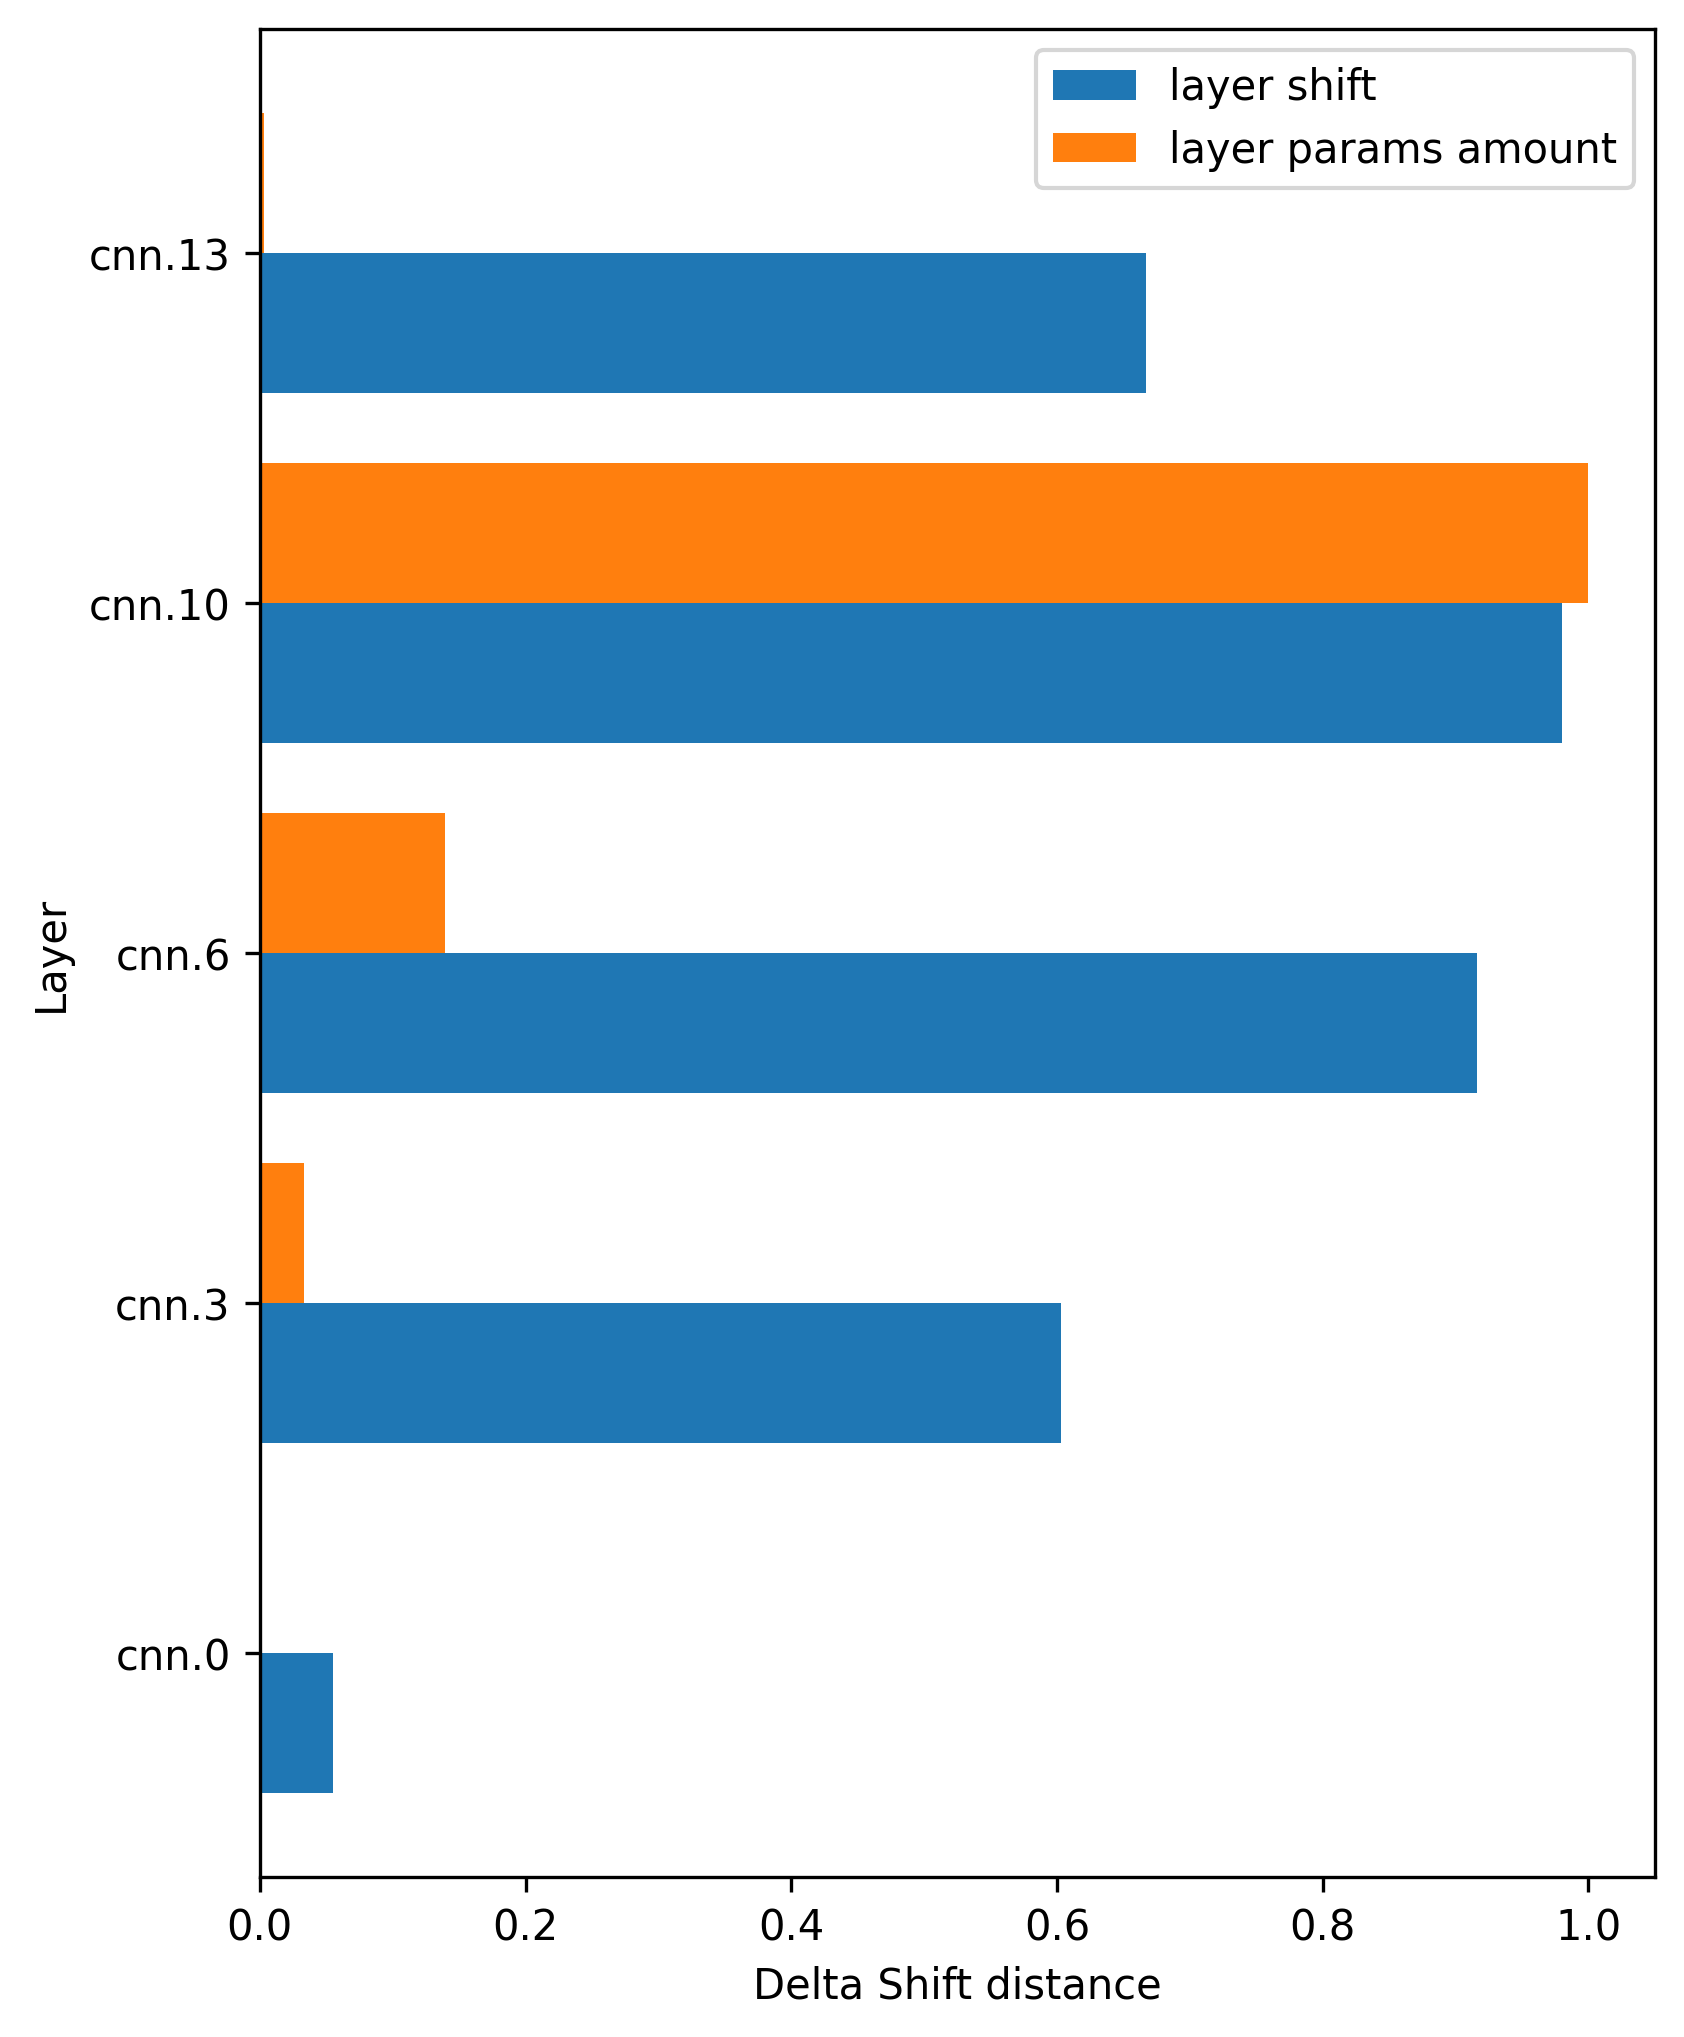 layer shift
layer params amount
cnn.13
cnn.10
cnn.6
cnn.3
cnn.0
Layer
0.0 0.2 0.4 0.6 0.8 1.0
Delta Shift distance